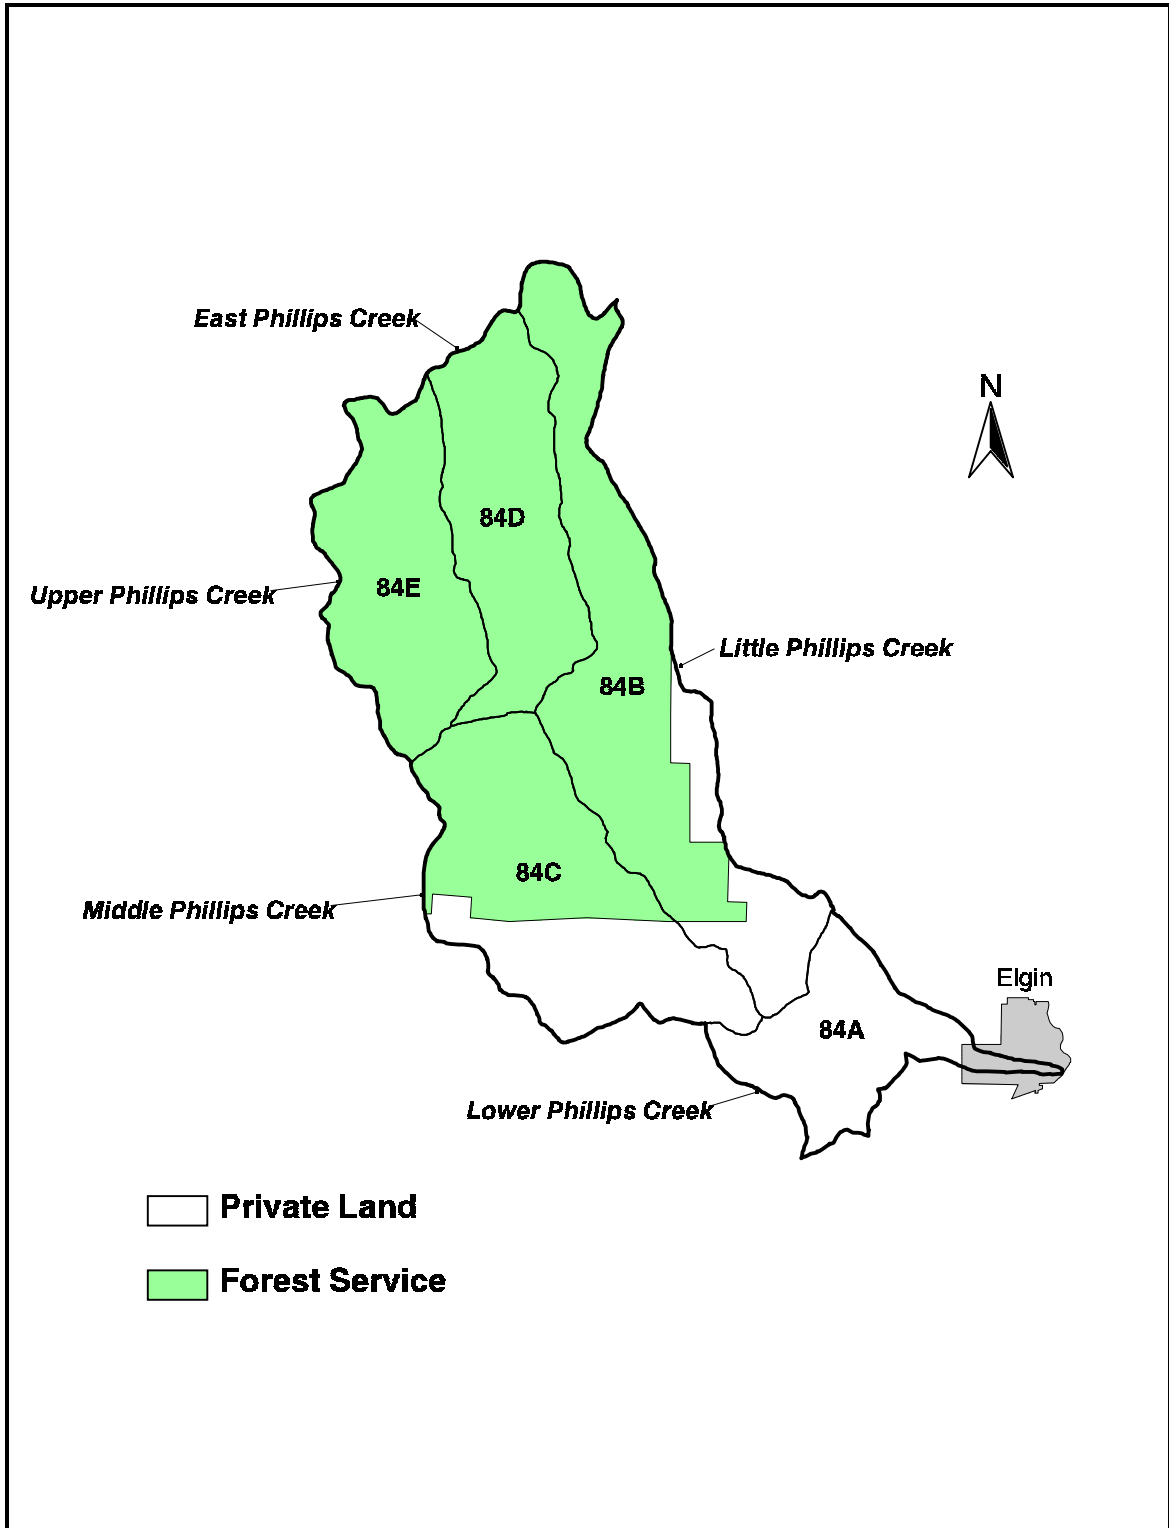 East Phillips Creek
N
84D
Upper Phillips Creek
84E
Little Phillips Creek
84B
84C
Middle Phillips Creek
Elgin
84A
Lower Phillips Creek
Private Land
Forest Service